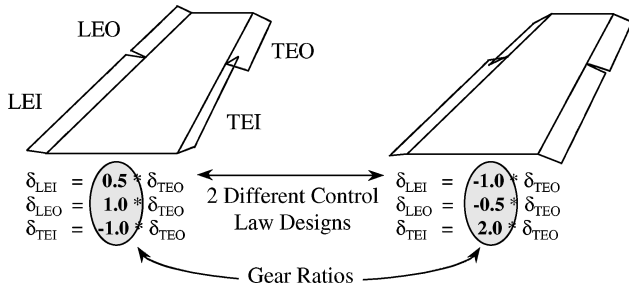 LEO
TEO
LEI
TEI
δLEI = 0.5 * δTEO
δLEO = 1.0 * δTEO
δTEI = -1.0 * δTEO
2 Different Control
Law Designs
δLEI = -1.0 * δTEO
δLEO = -0.5 * δTEO
δTEI = 2.0 * δTEO
Gear Ratios